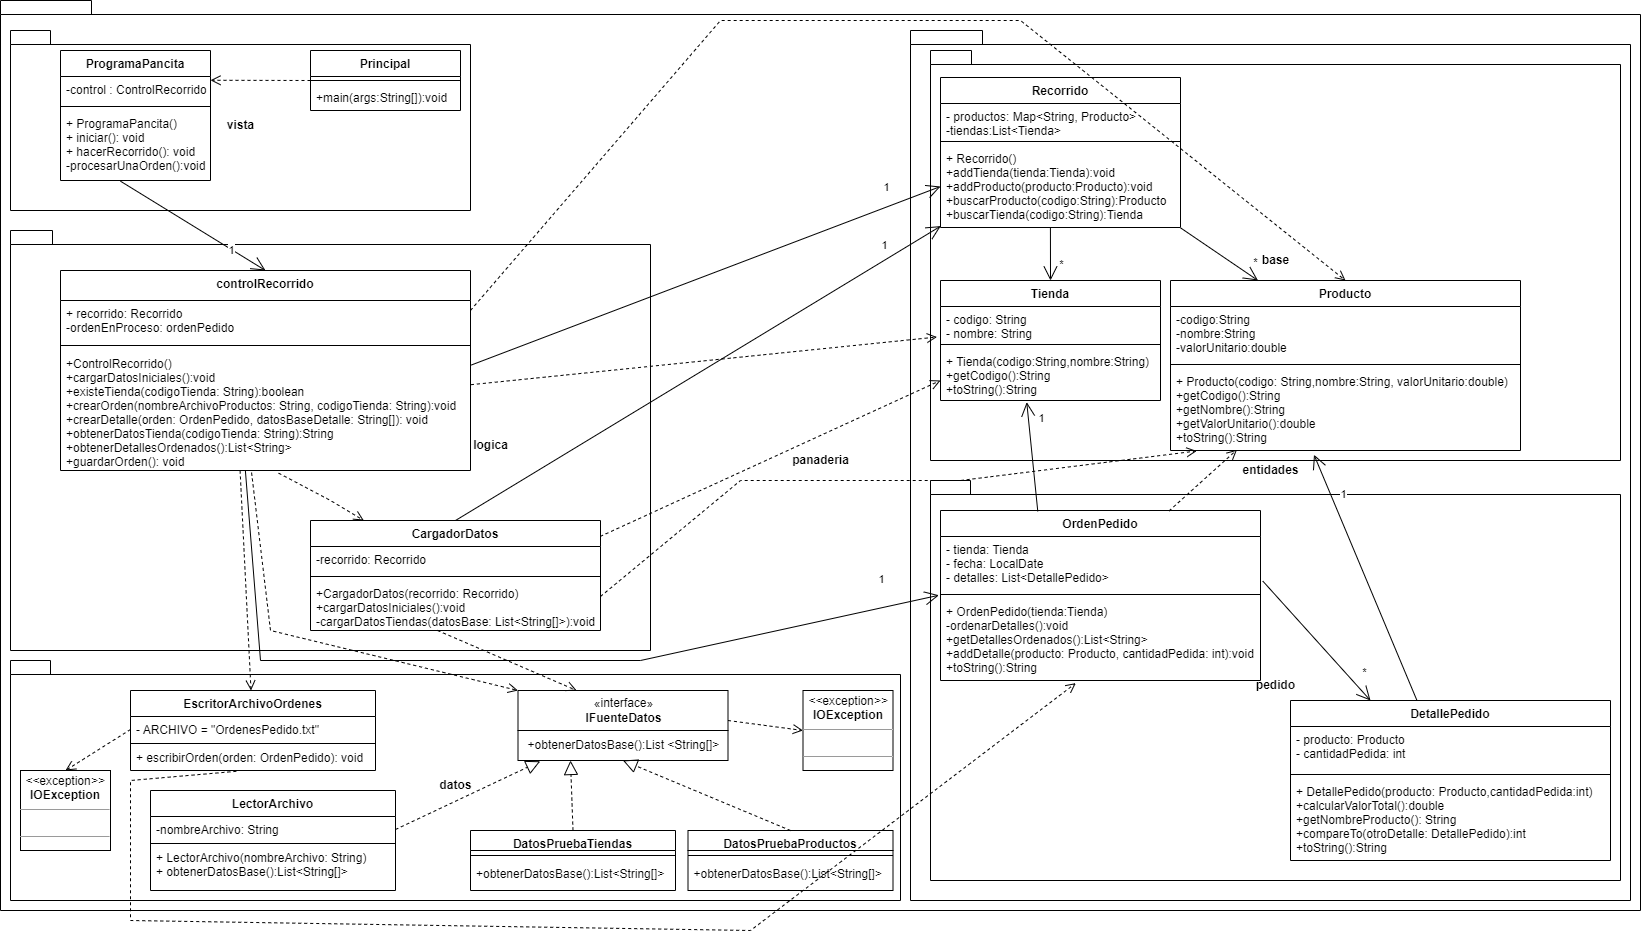 ProgramaPancita
-control : ControlRecorrido
+ ProgramaPancita()
+ iniciar(): void
+ hacerRecorrido(): void
-procesarUnaOrden():void
Principal
+main(args:String[]):void
vista
1
controlRecorrido
+ recorrido: Recorrido
-ordenEnProceso: ordenPedido
+ControlRecorrido()
+cargarDatosIniciales():void
+existeTienda(codigoTienda: String):boolean
+crearOrden(nombreArchivoProductos: String, codigoTienda: String):void
+crearDetalle(orden: OrdenPedido, datosBaseDetalle: String[]): void
+obtenerDatosTienda(codigoTienda: String):String
+obtenerDetallesOrdenados():List<String>
+guardarOrden(): void
logica
CargadorDatos
-recorrido: Recorrido
+CargadorDatos(recorrido: Recorrido)
+cargarDatosIniciales():void
-cargarDatosTiendas(datosBase: List<String[]>):void
1
1
1
panaderia
EscritorArchivoOrdenes
- ARCHIVO = "OrdenesPedido.txt"
+ escribirOrden(orden: OrdenPedido): void
<<exception>>
IOException
LectorArchivo
-nombreArchivo: String
+ LectorArchivo(nombreArchivo: String)
+ obtenerDatosBase():List<String[]>
datos
«interface»
IFuenteDatos
+obtenerDatosBase():List <String[]>
<<exception>>
IOException
DatosPruebaTiendas
+obtenerDatosBase():List<String[]>
DatosPruebaProductos
+obtenerDatosBase():List<String[]>
Recorrido
- productos: Map<String, Producto>
-tiendas:List<Tienda>
+ Recorrido()
+addTienda(tienda:Tienda):void
+addProducto(producto:Producto):void
+buscarProducto(codigo:String):Producto
+buscarTienda(codigo:String):Tienda
*
* base
Tienda
- codigo: String
- nombre: String
+ Tienda(codigo:String,nombre:String)
+getCodigo():String
+toString():String
1
Producto
-codigo:String
-nombre:String
-valorUnitario:double
+ Producto(codigo: String,nombre:String, valorUnitario:double)
+getCodigo():String
+getNombre():String
+getValorUnitario():double
+toString():String
entidades
1
OrdenPedido
- tienda: Tienda
- fecha: LocalDate
- detalles: List<DetallePedido>
+ OrdenPedido(tienda:Tienda)
-ordenarDetalles():void
+getDetallesOrdenados():List<String>
+addDetalle(producto: Producto, cantidadPedida: int):void
+toString():String
*
pedido
DetallePedido
- producto: Producto
- cantidadPedida: int
+ DetallePedido(producto: Producto,cantidadPedida:int)
+calcularValorTotal():double
+getNombreProducto(): String
+compareTo(otroDetalle: DetallePedido):int
+toString():String